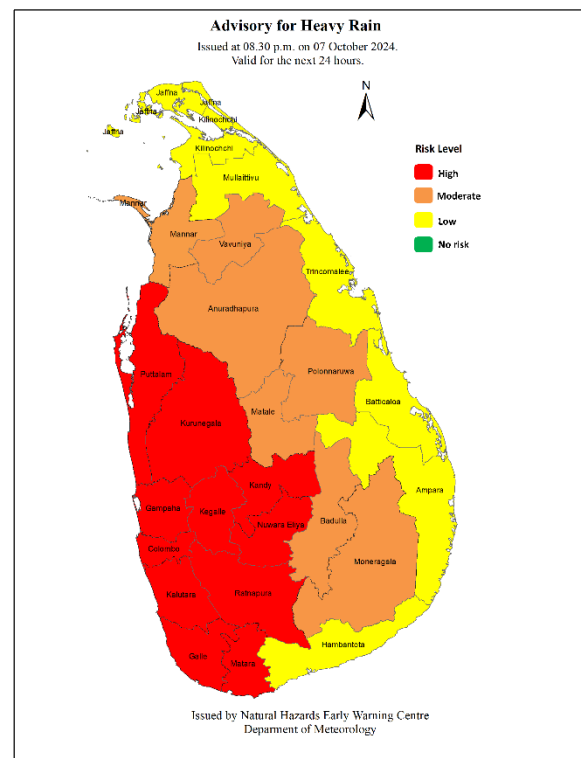 Advisory for Heavy Rain
Issued at 08.30 p.m. on 07 October 2024.
Valid for the next 24 hours.
N
Jaffna
Jaffna
Jaffna
Kilinochchi
Jaffna
Kilinochchi
Mullaittivu
Risk Level
High
Moderate
Low
No risk
Mannar
Mannar
Vavuniya
Trincomalee
Anuradhapura
Puttalam
Polonnaruwa
Batticaloa
Matale
Kurunegala
Kandy
Ampara
Gampaha
Kegalle
Nuwara Eliya
Badulla
Colombo
Moneragala
Kalutara
Ratnapura
Hambantota
Galle
Matara
Issued by Natural Hazards Early Warning Centre
Deparment of Meteorology